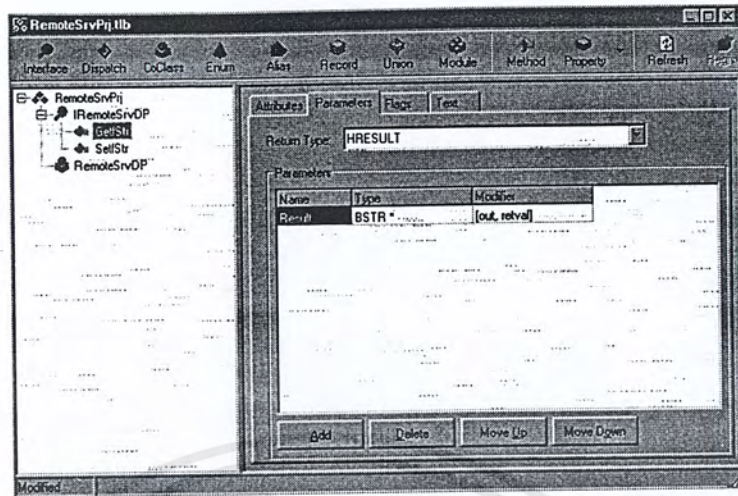 RemoteSrvPrj.tlb
Interface Dispatch CoClass Enum Alias Record Union Module Method Property Refresh
RemoteSrvPrj
IRemoteSrvDP
GetIStr
SetIStr
RemoteSrvDP
Attributes Parameters Flags Text
Return Type: HRESULT
Parameters
Name Type Modifier
Result BSTR * [out, retval]
Add Delete Move Up Move Down
Modified